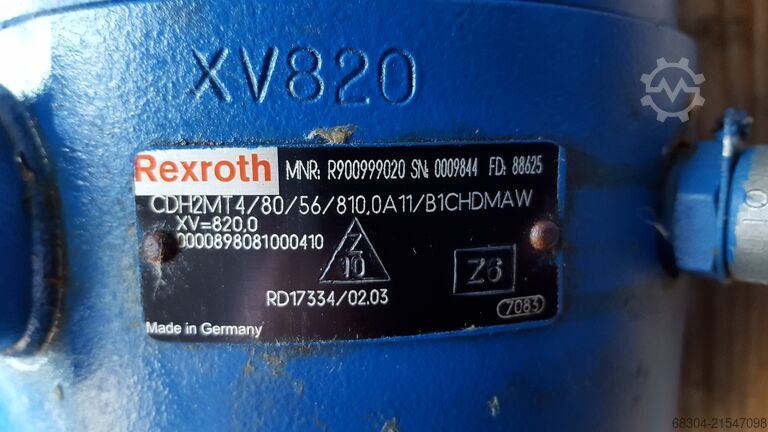 XV820
Rexroth MNR: R900999020 SN: 0009844 FD: 88625
CDH2MT4/80/56/810,0A11/B1CHDMAW
XV=820,0
0000898081000410
Z
10
Z6
RD17334/02.03
7083
Made in Germany
68304-21547098